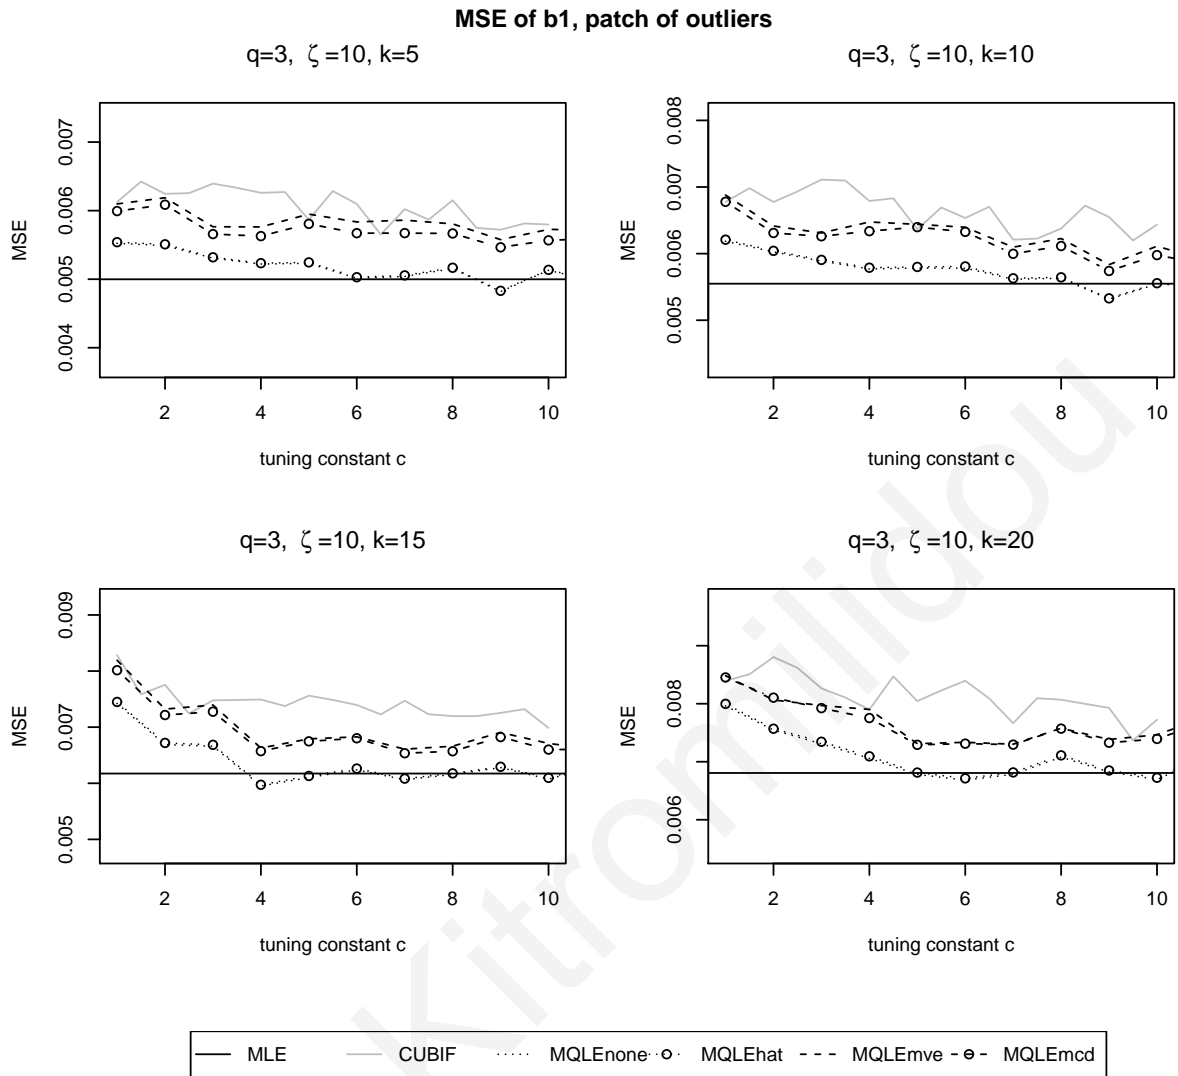 MSE of b1, patch of outliers
q=3, ζ =10, k=5
MSE
0.004 0.005 0.006 0.007
2 4 6 8 10
tuning constant c
q=3, ζ =10, k=10
MSE
0.005 0.006 0.007 0.008
2 4 6 8 10
tuning constant c
q=3, ζ =10, k=15
MSE
0.005 0.007 0.009
2 4 6 8 10
tuning constant c
q=3, ζ =10, k=20
MSE
0.006 0.008
2 4 6 8 10
tuning constant c
MLE CUBIF MQLEnone MQLEhat MQLEmve MQLEmcd
Kitromilidou